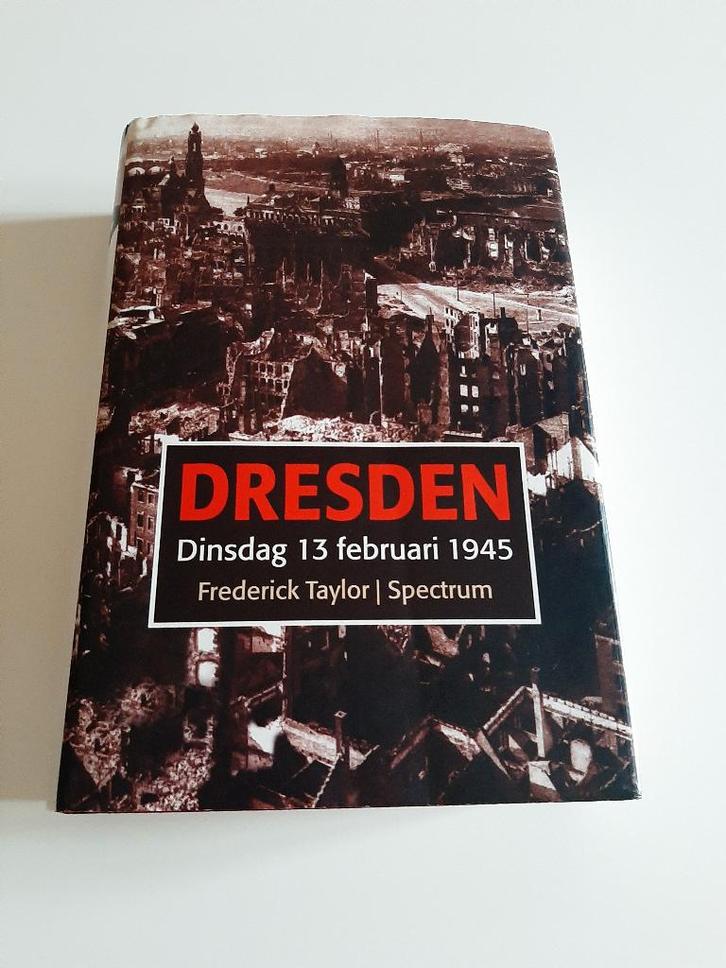 DRESDEN
Dinsdag 13 februari 1945
Frederick Taylor | Spectrum